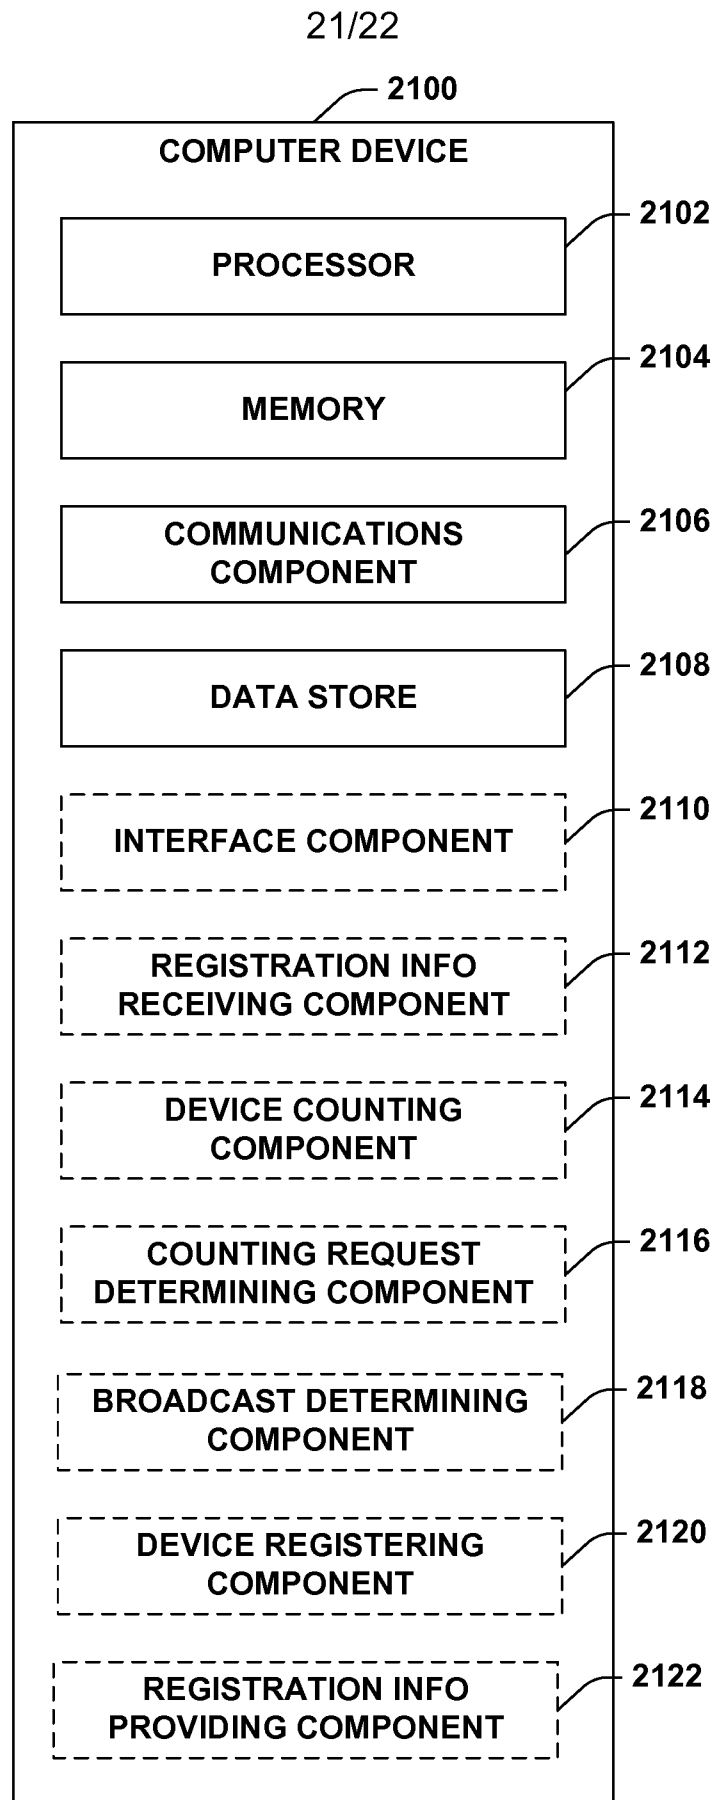 21/22
2100
COMPUTER DEVICE
2102
PROCESSOR
2104
MEMORY
2106
COMMUNICATIONS
COMPONENT
2108
DATA STORE
2110
INTERFACE COMPONENT
2112
REGISTRATION INFO
RECEIVING COMPONENT
2114
DEVICE COUNTING
COMPONENT
2116
COUNTING REQUEST
DETERMINING COMPONENT
2118
BROADCAST DETERMINING
COMPONENT
2120
DEVICE REGISTERING
COMPONENT
2122
REGISTRATION INFO
PROVIDING COMPONENT